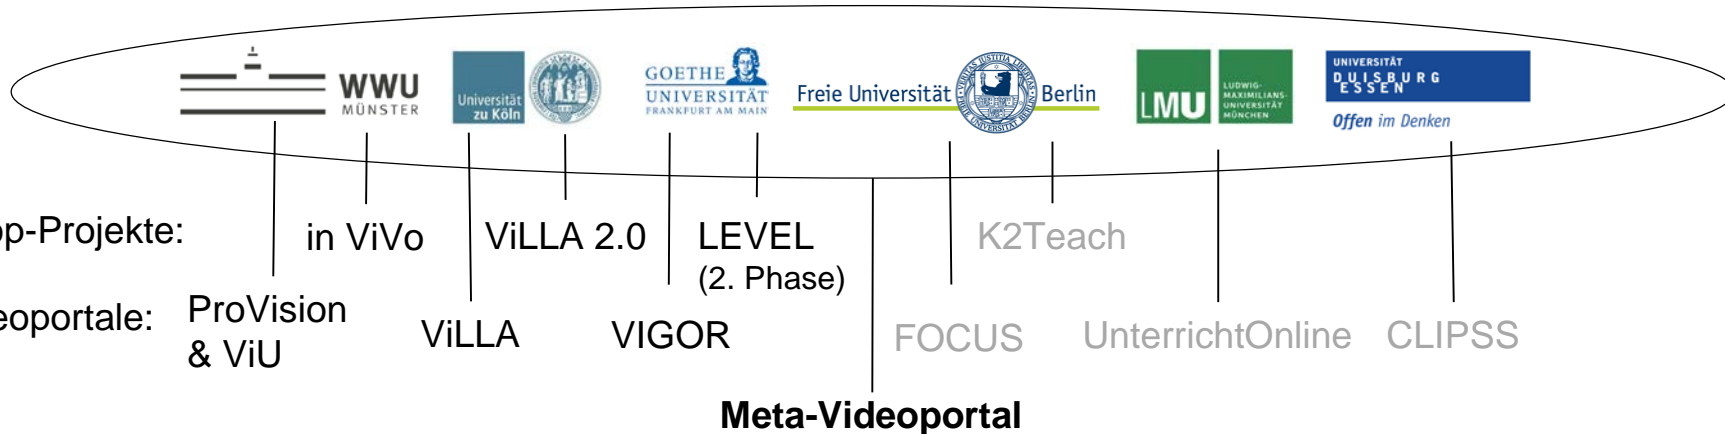 WWU
MÜNSTER
Universität
zu Köln
GOETHE
UNIVERSITÄT
FRANKFURT AM MAIN
Freie Universität Berlin
LMU
LUDWIG-
MAXIMILIANS-
UNIVERSITÄT
MÜNCHEN
UNIVERSITÄT
DUISBURG
ESSEN
Offen im Denken
op-Projekte:
in ViVo
ViLLA 2.0
LEVEL
(2. Phase)
K2Teach
eoportale:
ProVision
& ViU
ViLLA
VIGOR
FOCUS
UnterrichtOnline
CLIPSS
Meta-Videoportal